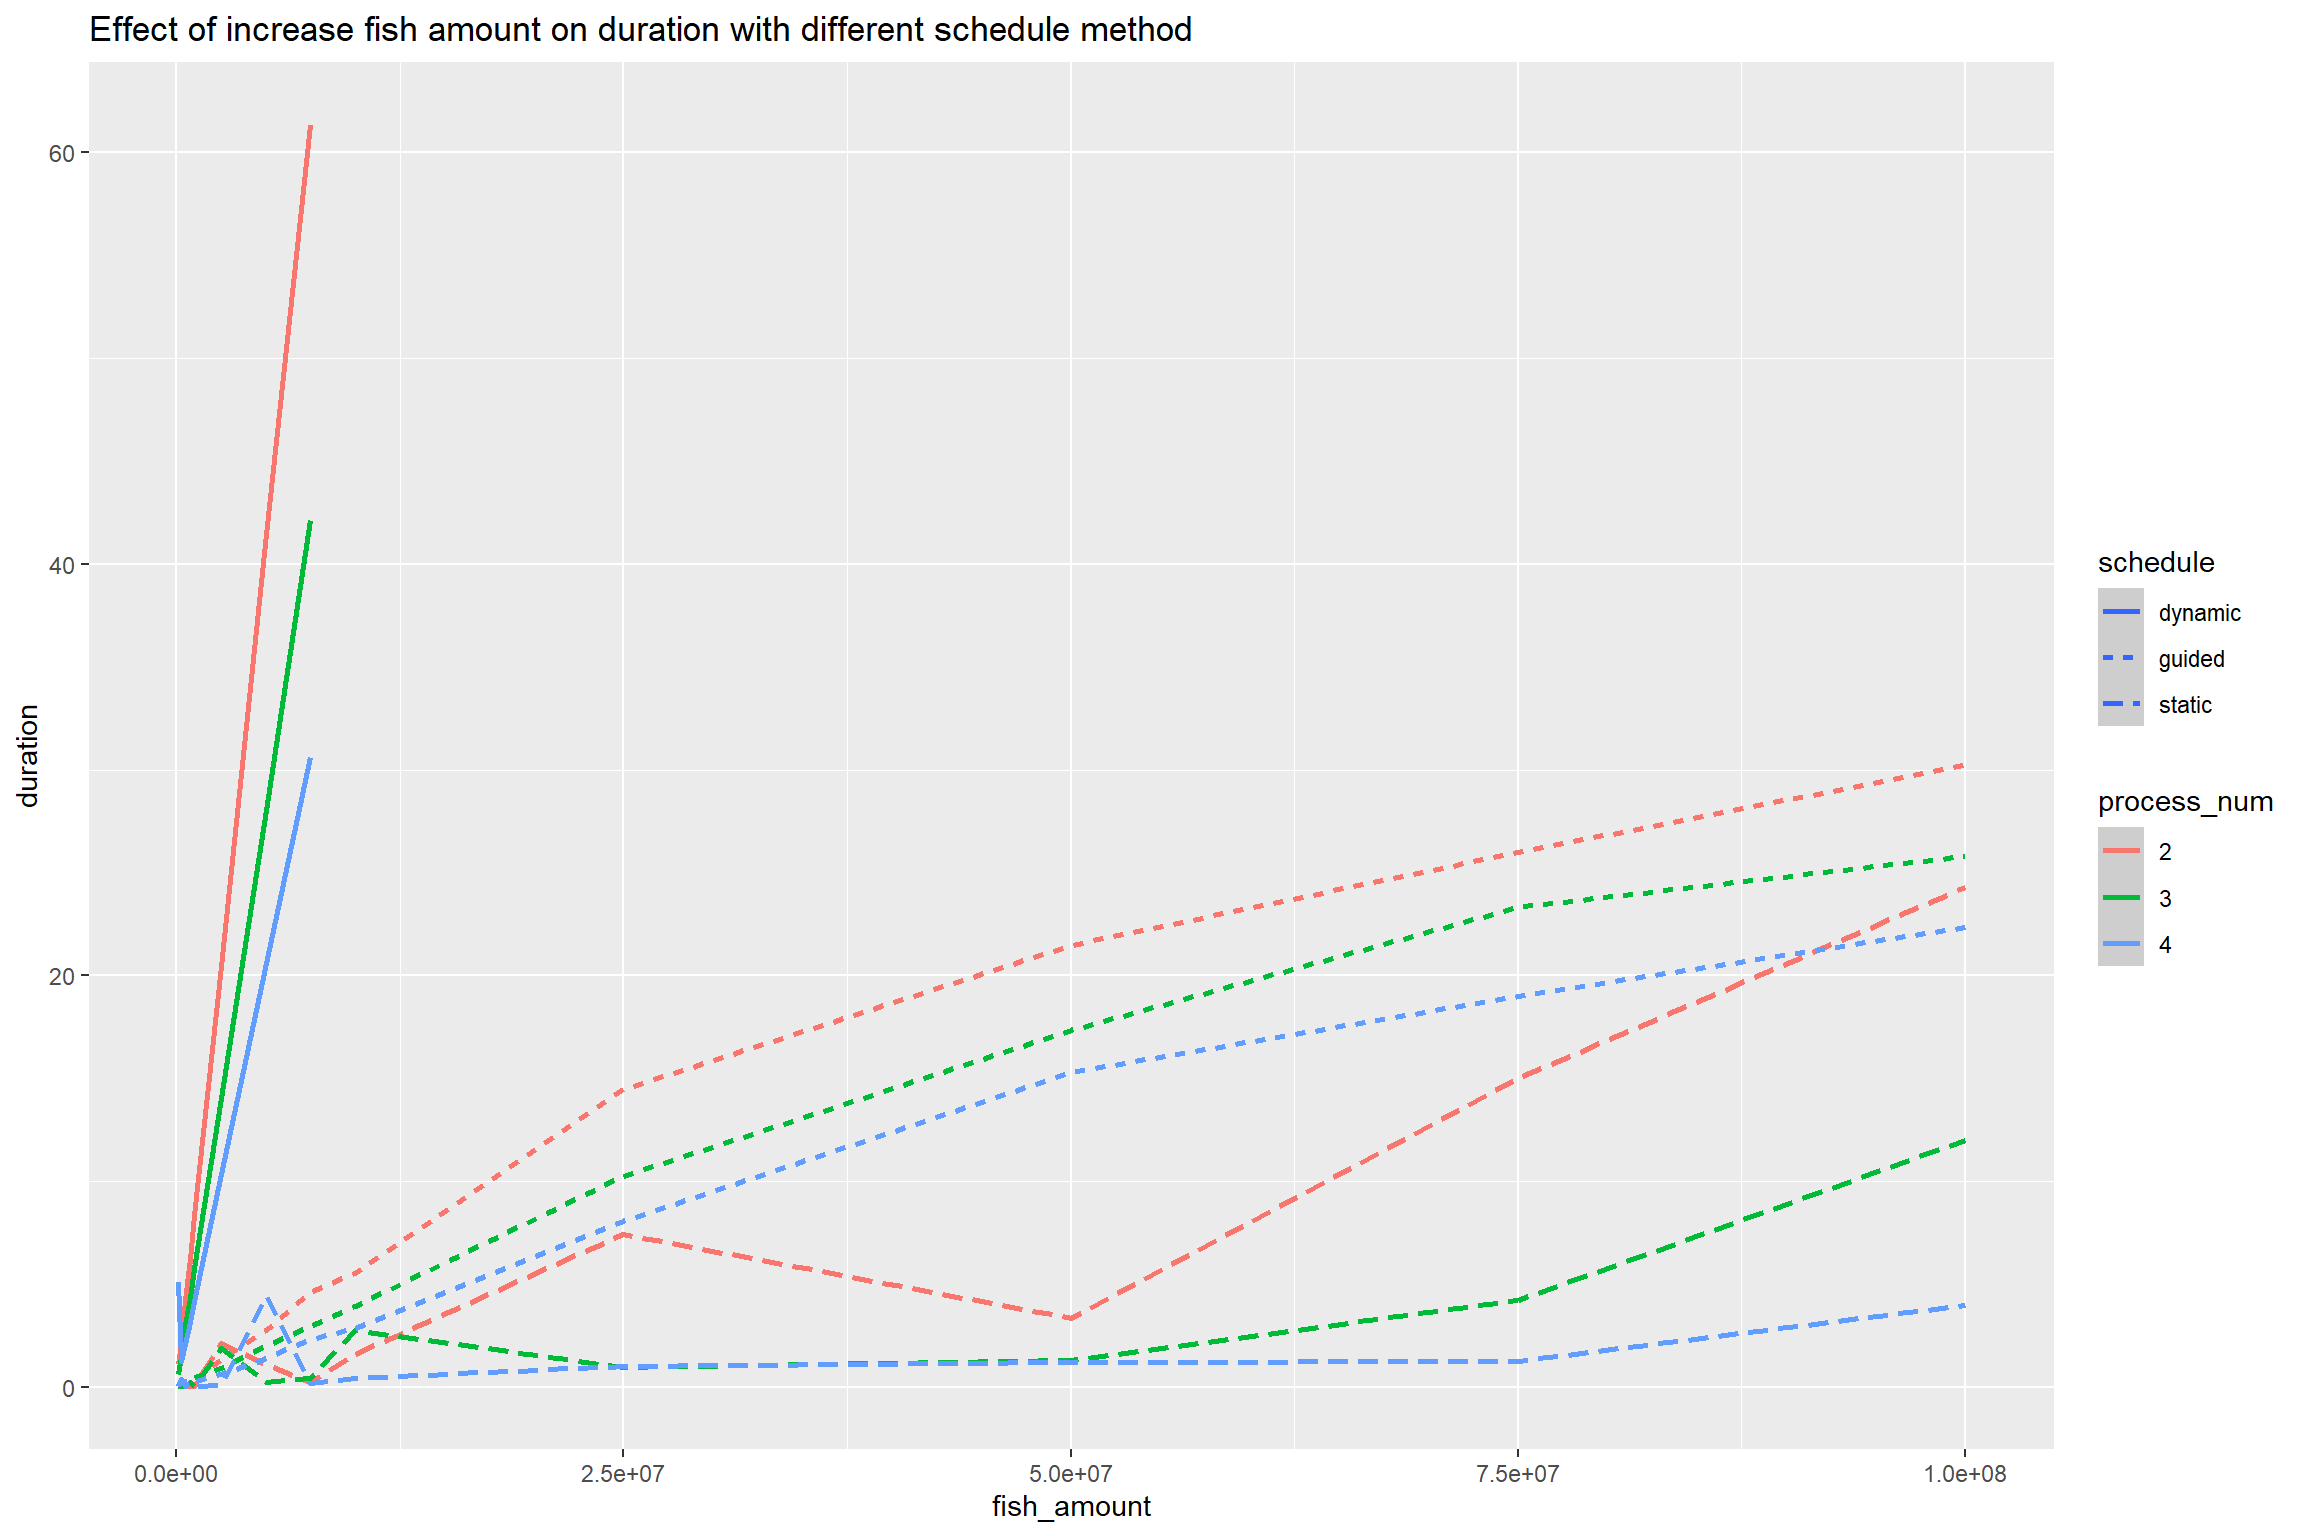 Effect of increase fish amount on duration with different schedule method
60
40
20
0
duration
0.0e+00
2.5e+07
5.0e+07
7.5e+07
1.0e+08
fish_amount
schedule
dynamic
guided
static
process_num
2
3
4